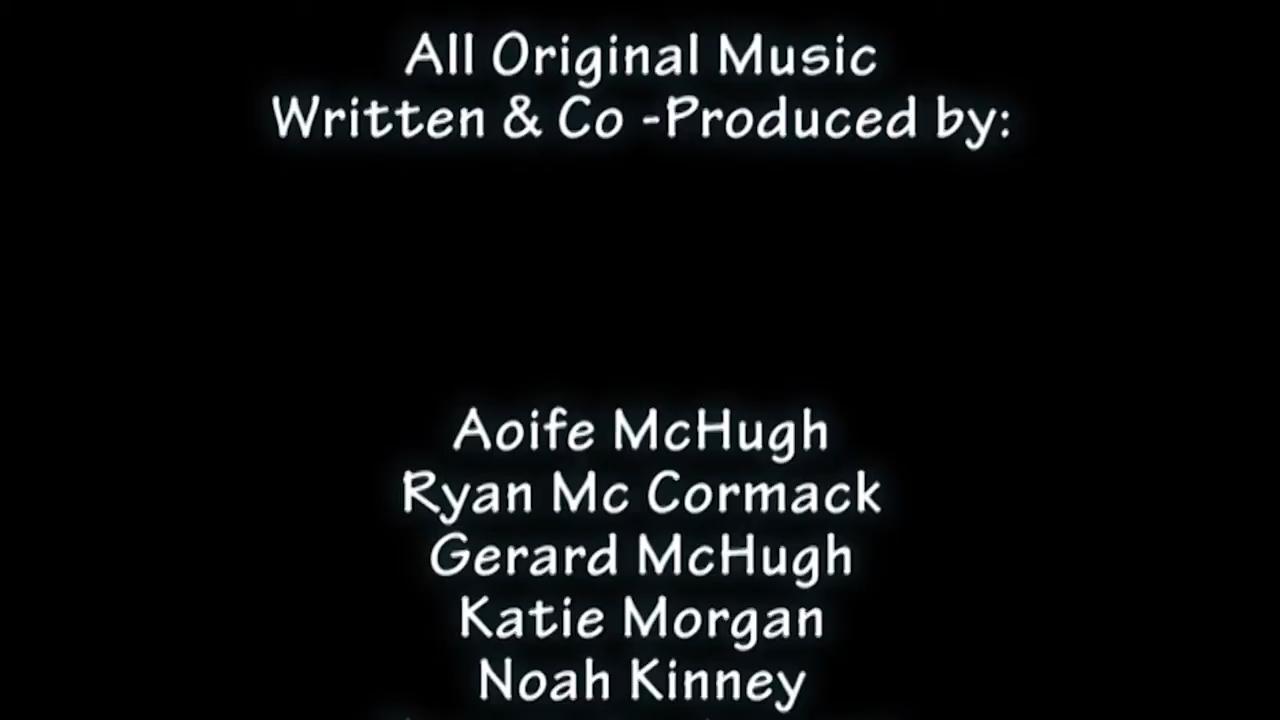 All Original Music
Written & Co -Produced by:
Aoife McHugh
Ryan Mc Cormack
Gerard McHugh
Katie Morgan
Noah Kinney